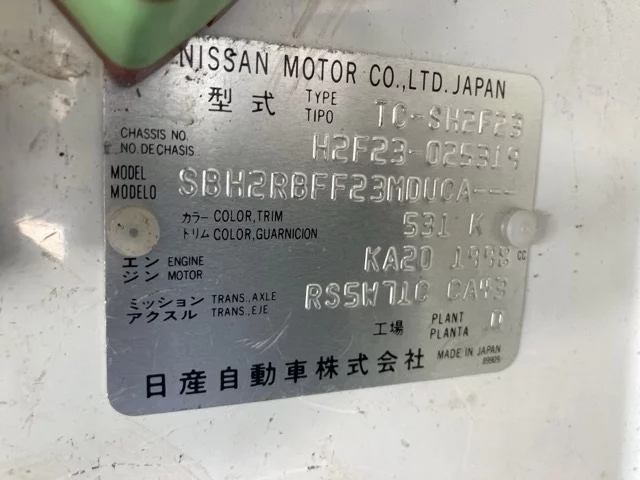 NISSAN MOTOR CO.,LTD. JAPAN
型式 TYPE TIPO TC-SH2F23
CHASSIS NO. NO. DE CHASIS. H2F23-025319
MODEL MODELO SBH2RBFF23MDUCA---
カラー COLOR,TRIM 531 K
トリム COLOR,GUARNICION
エンジン ENGINE MOTOR KA20 1998 CC
ミッション TRANS.,AXLE RS5W71C CA43
アクスル TRANS.,EJE
工場 PLANT PLANTA 0
日産自動車株式会社 MADE IN JAPAN